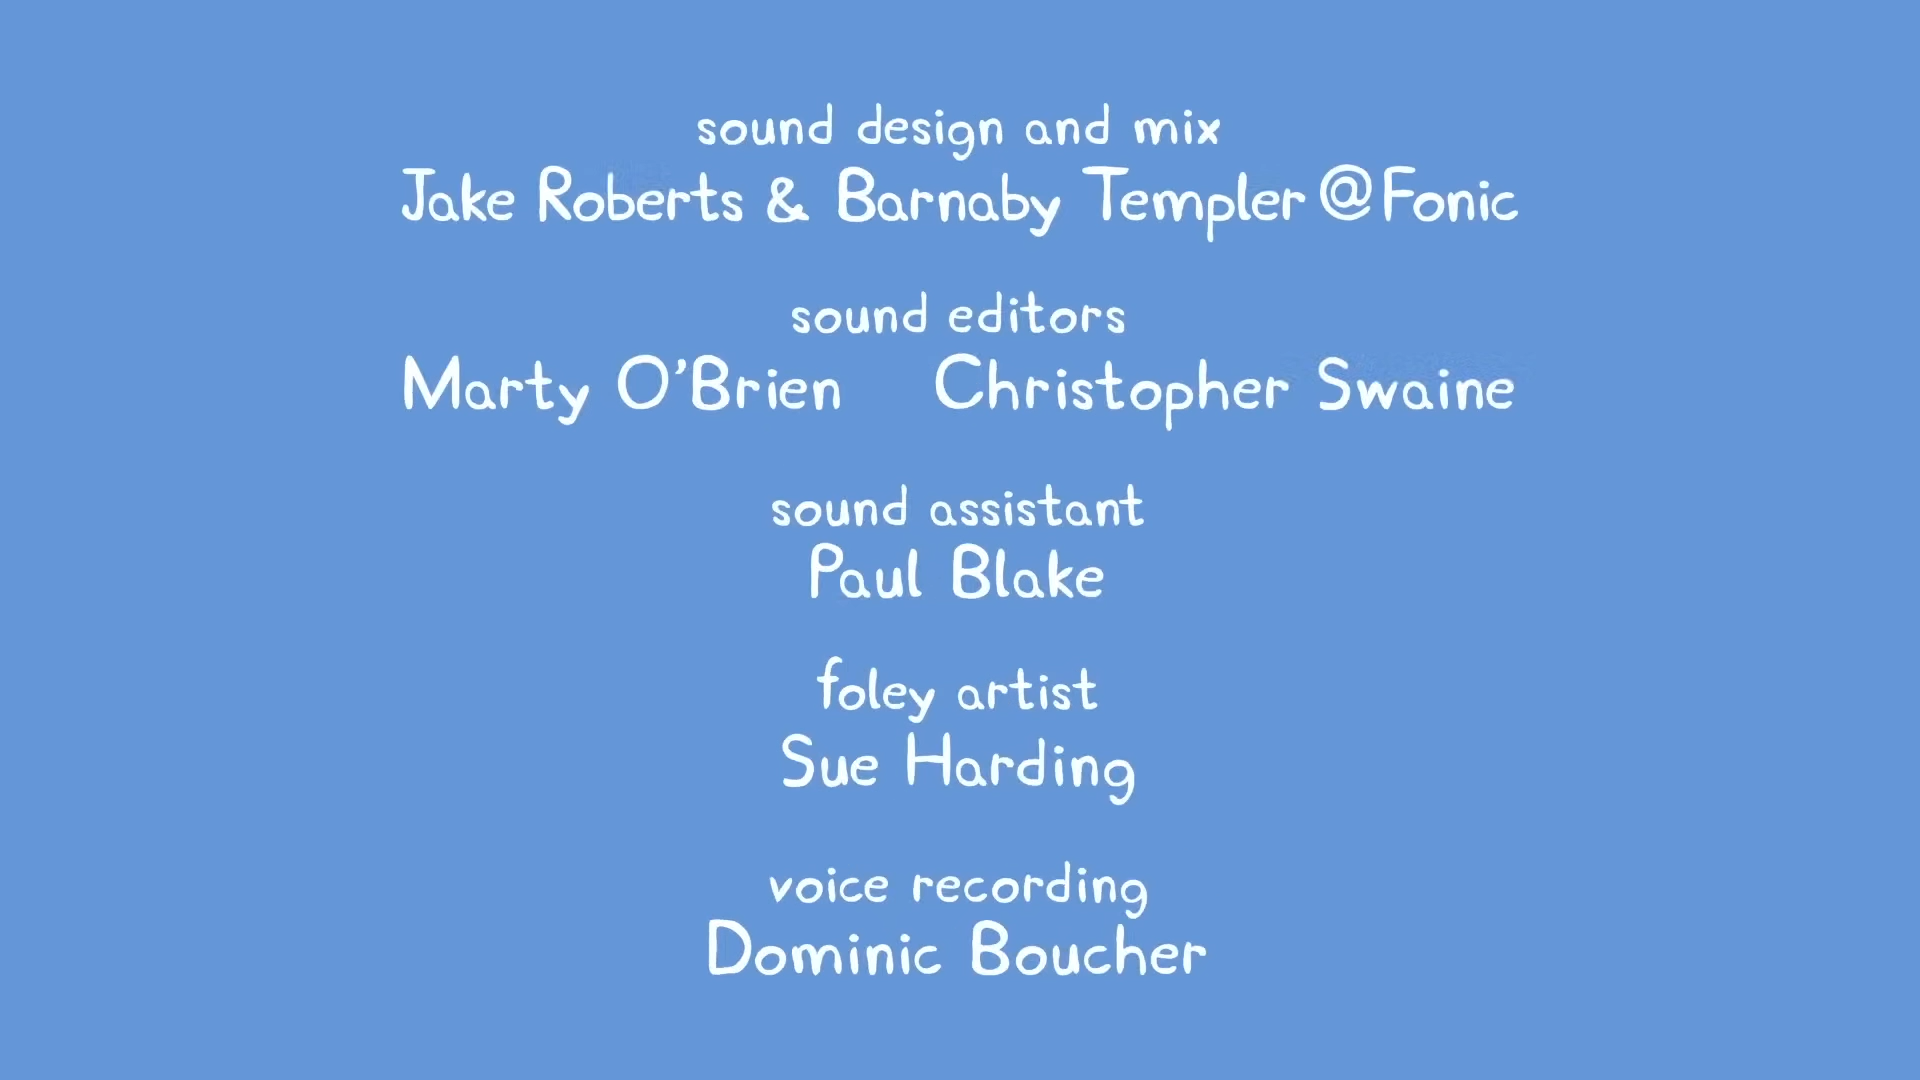 sound design and mix
Jake Roberts & Barnaby Templer @Fonic
sound editors
Marty O'Brien Christopher Swaine
sound assistant
Paul Blake
foley artist
Sue Harding
voice recording
Dominic Boucher